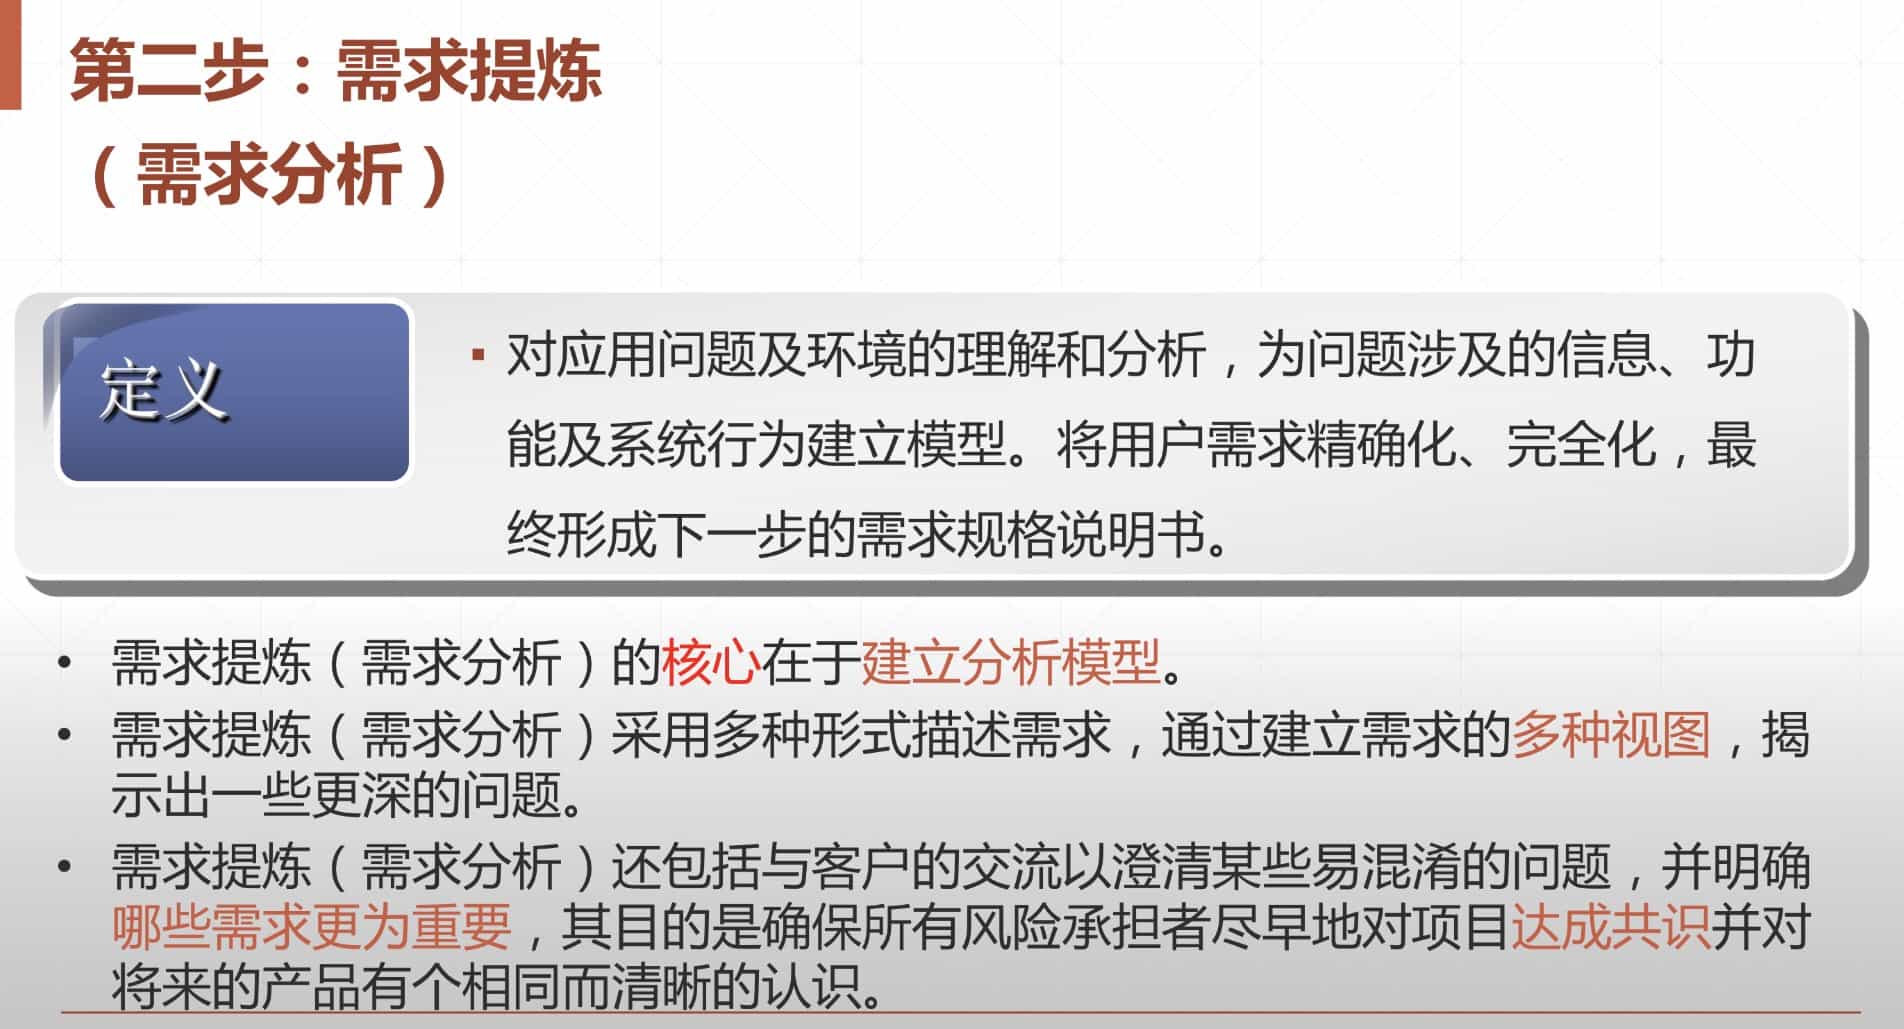 第二步：需求提炼
（需求分析）
定义
▪ 对应用问题及环境的理解和分析，为问题涉及的信息、功
能及系统行为建立模型。将用户需求精确化、完全化，最
终形成下一步的需求规格说明书。
• 需求提炼（需求分析）的核心在于建立分析模型。
• 需求提炼（需求分析）采用多种形式描述需求，通过建立需求的多种视图，揭
示出一些更深的问题。
• 需求提炼（需求分析）还包括与客户的交流以澄清某些易混淆的问题，并明确
哪些需求更为重要，其目的是确保所有风险承担者尽早地对项目达成共识并对
将来的产品有个相同而清晰的认识。